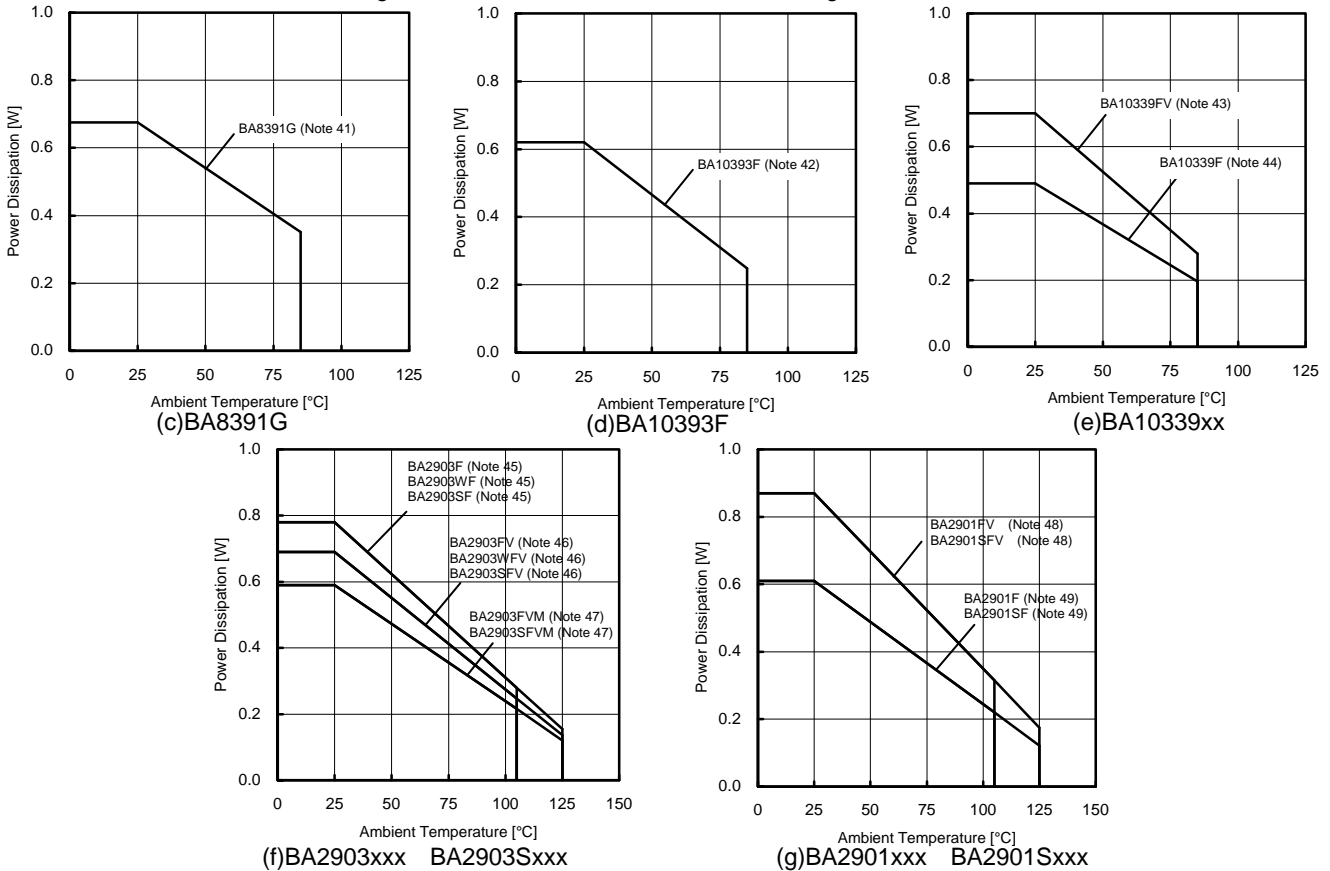 1.0
0.8
0.6
0.4
0.2
0.0
Power Dissipation [W]
BA8391G (Note 41)
0 25 50 75 100 125
Ambient Temperature [°C]
(c)BA8391G
1.0
0.8
0.6
0.4
0.2
0.0
Power Dissipation [W]
BA10393F (Note 42)
0 25 50 75 100 125
Ambient Temperature [°C]
(d)BA10393F
1.0
0.8
0.6
0.4
0.2
0.0
Power Dissipation [W]
BA10339FV (Note 43)
BA10339F (Note 44)
0 25 50 75 100 125
Ambient Temperature [°C]
(e)BA10339xx
1.0
0.8
0.6
0.4
0.2
0.0
Power Dissipation [W]
BA2903F (Note 45)
BA2903WF (Note 45)
BA2903SF (Note 45)
BA2903FV (Note 46)
BA2903WFV (Note 46)
BA2903SFV (Note 46)
BA2903FVM (Note 47)
BA2903SFVM (Note 47)
0 25 50 75 100 125 150
Ambient Temperature [°C]
(f)BA2903xxx BA2903Sxxx
1.0
0.8
0.6
0.4
0.2
0.0
Power Dissipation [W]
BA2901FV (Note 48)
BA2901SFV (Note 48)
BA2901F (Note 49)
BA2901SF (Note 49)
0 25 50 75 100 125 150
Ambient Temperature [°C]
(g)BA2901xxx BA2901Sxxx